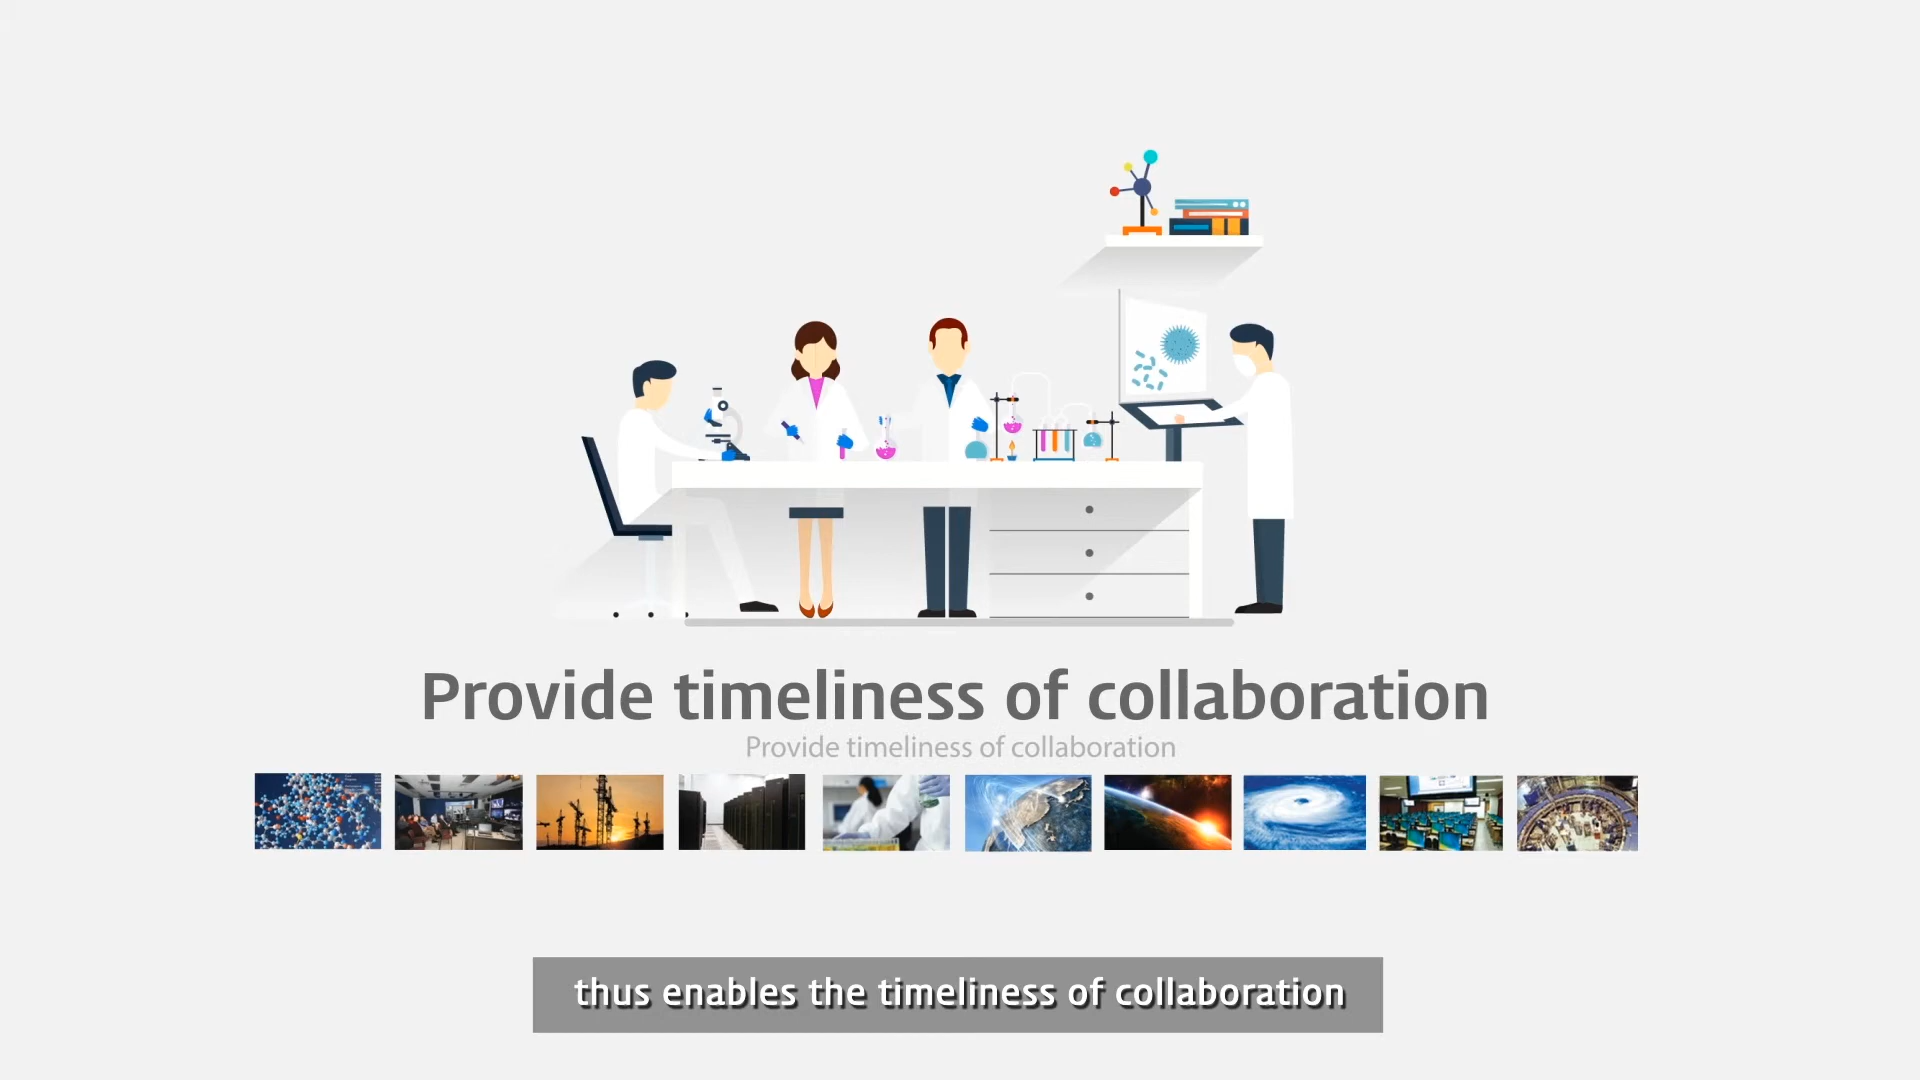 Provide timeliness of collaboration
Provide timeliness of collaboration
thus enables the timeliness of collaboration